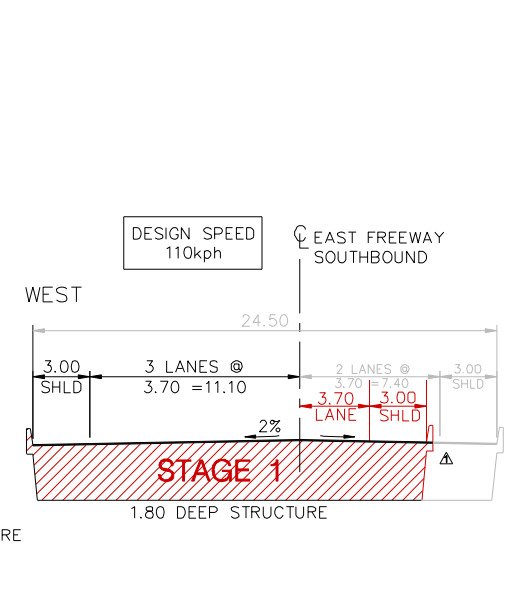 DESIGN SPEED
110kph
℄ EAST FREEWAY
SOUTHBOUND
WEST
24.50
3.00
SHLD
3 LANES @
3.70 =11.10
2 LANES @
3.70 =7.40
3.00
SHLD
3.70
LANE
3.00
SHLD
2%
STAGE 1
1
1.80 DEEP STRUCTURE
RE